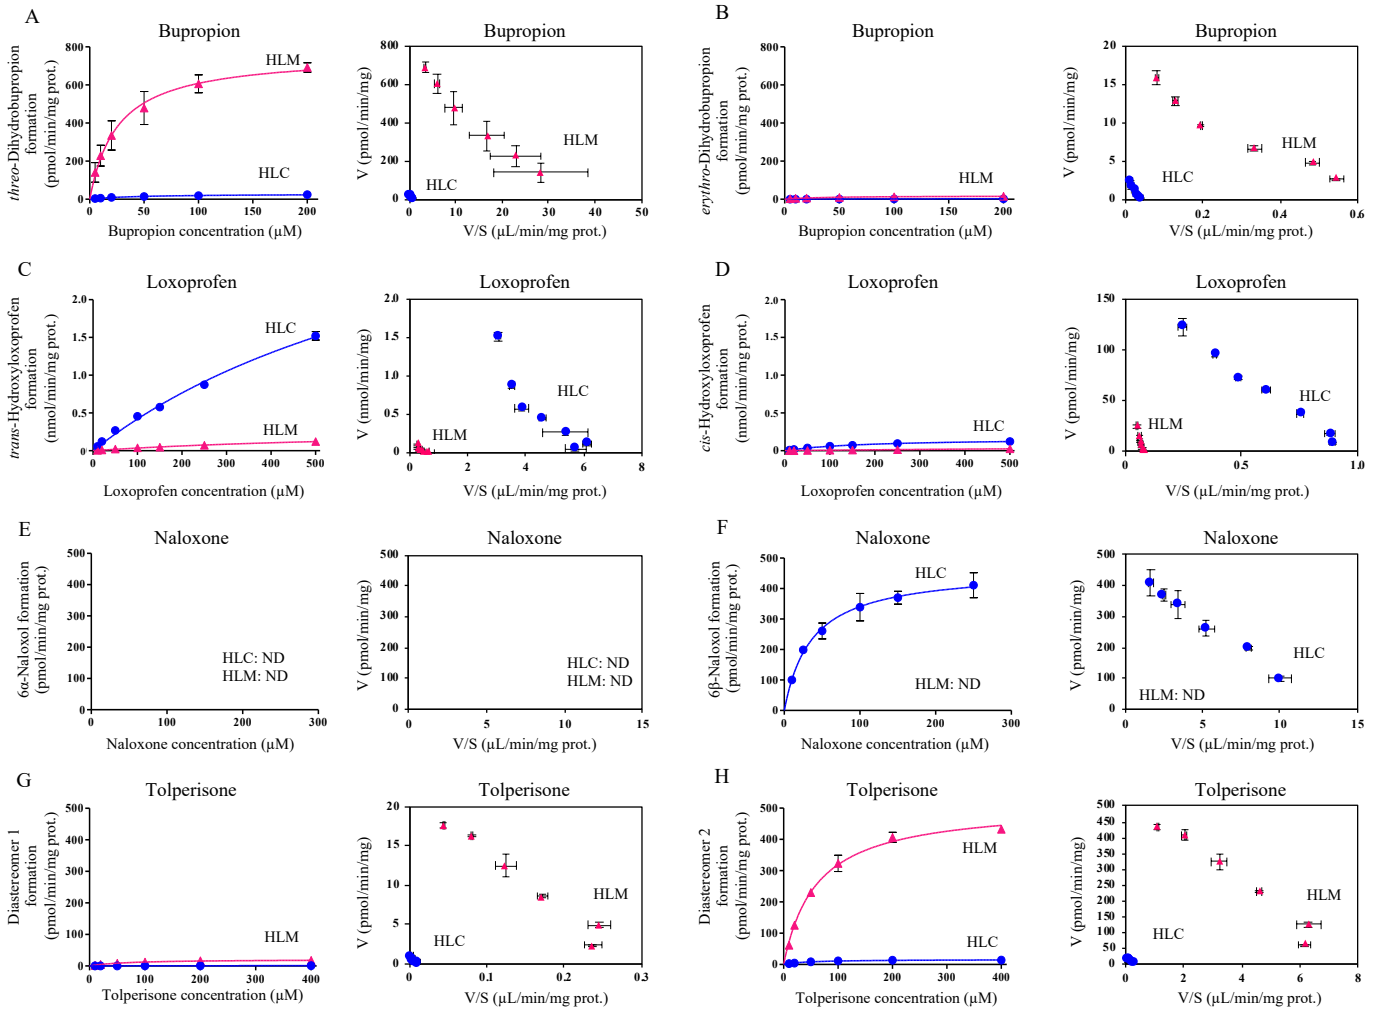 A
Bupropion
threo-Dihydrobupropion
formation
(pmol/min/mg prot.)
800
600
400
200
0
HLM
HLC
0
50
100
150
200
Bupropion concentration (µM)
Bupropion
V (pmol/min/mg)
800
600
400
200
0
HLM
HLC
0
10
20
30
40
50
V/S (µL/min/mg prot.)
B
Bupropion
erythro-Dihydrobupropion
formation
(pmol/min/mg prot.)
800
600
400
200
0
HLM
0
50
100
150
200
Bupropion concentration (µM)
Bupropion
V (pmol/min/mg)
20
15
10
5
0
HLM
HLC
0
0.2
0.4
0.6
V/S (µL/min/mg prot.)
C
Loxoprofen
trans-Hydroxyloxoprofen
formation
(nmol/min/mg prot.)
2.0
1.5
1.0
0.5
0
HLC
HLM
0
100
200
300
400
500
Loxoprofen concentration (µM)
Loxoprofen
V (nmol/min/mg)
2.0
1.5
1.0
0.5
0
HLC
HLM
0
2
4
6
8
V/S (µL/min/mg prot.)
D
Loxoprofen
cis-Hydroxyloxoprofen
formation
(nmol/min/mg prot.)
2.0
1.5
1.0
0.5
0
HLC
0
100
200
300
400
500
Loxoprofen concentration (µM)
Loxoprofen
V (pmol/min/mg)
150
100
50
0
HLC
HLM
0
0.5
1.0
V/S (µL/min/mg prot.)
E
Naloxone
6α-Naloxol formation
(pmol/min/mg prot.)
500
400
300
200
100
0
HLC: ND
HLM: ND
0
100
200
300
Naloxone concentration (µM)
Naloxone
V (pmol/min/mg)
500
400
300
200
100
0
HLC: ND
HLM: ND
0
5
10
15
V/S (µL/min/mg prot.)
F
Naloxone
6β-Naloxol formation
(pmol/min/mg prot.)
500
400
300
200
100
0
HLC
HLM: ND
0
100
200
300
Naloxone concentration (µM)
Naloxone
V (pmol/min/mg)
500
400
300
200
100
0
HLC
HLM: ND
0
5
10
15
V/S (µL/min/mg prot.)
G
Tolperisone
Diastereomer 1
formation
(pmol/min/mg prot.)
500
400
300
200
100
0
HLM
0
100
200
300
400
Tolperisone concentration (µM)
Tolperisone
V (pmol/min/mg)
20
15
10
5
0
HLM
HLC
0
0.1
0.2
0.3
V/S (µL/min/mg prot.)
H
Tolperisone
Diastereomer 2
formation
(pmol/min/mg prot.)
500
400
300
200
100
0
HLM
HLC
0
100
200
300
400
Tolperisone concentration (µM)
Tolperisone
V (pmol/min/mg)
500
450
400
350
300
250
200
150
100
50
0
HLM
HLC
0
2
4
6
8
V/S (µL/min/mg prot.)